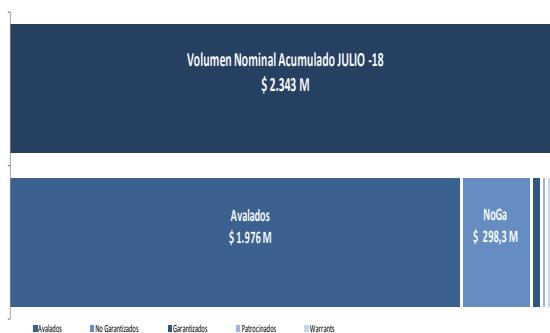 Volumen Nominal Acumulado JULIO -18
$ 2.343 M
Avalados
$ 1.976 M
NoGa
$ 298,3 M
Avalados No Garantizados Garantizados Patrocinados Warrants